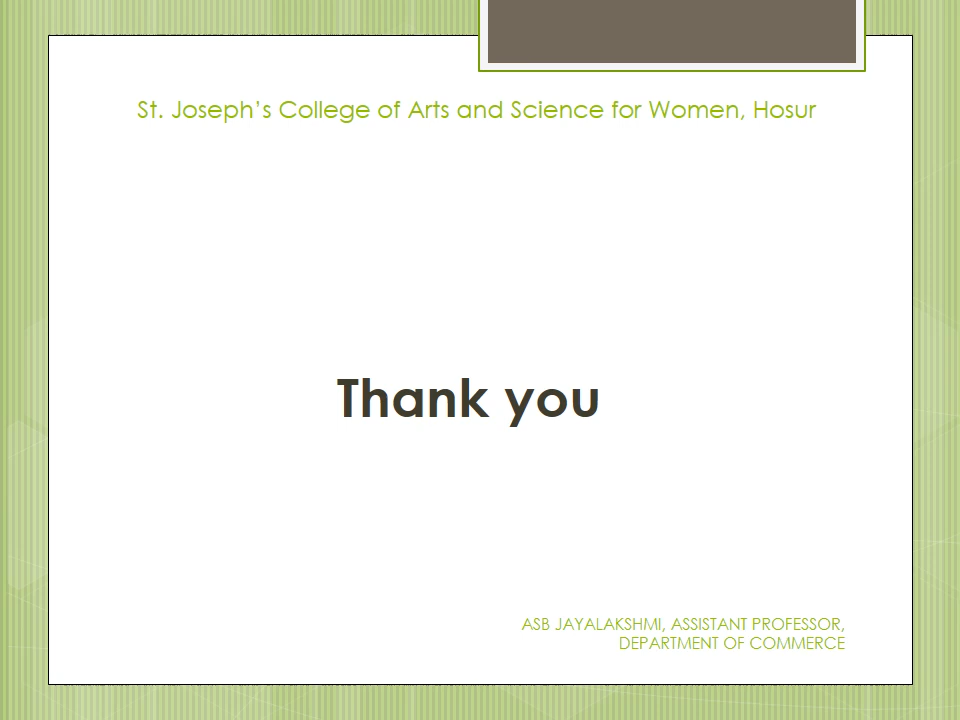 St. Joseph’s College of Arts and Science for Women, Hosur
Thank you
ASB JAYALAKSHMI, ASSISTANT PROFESSOR,
DEPARTMENT OF COMMERCE